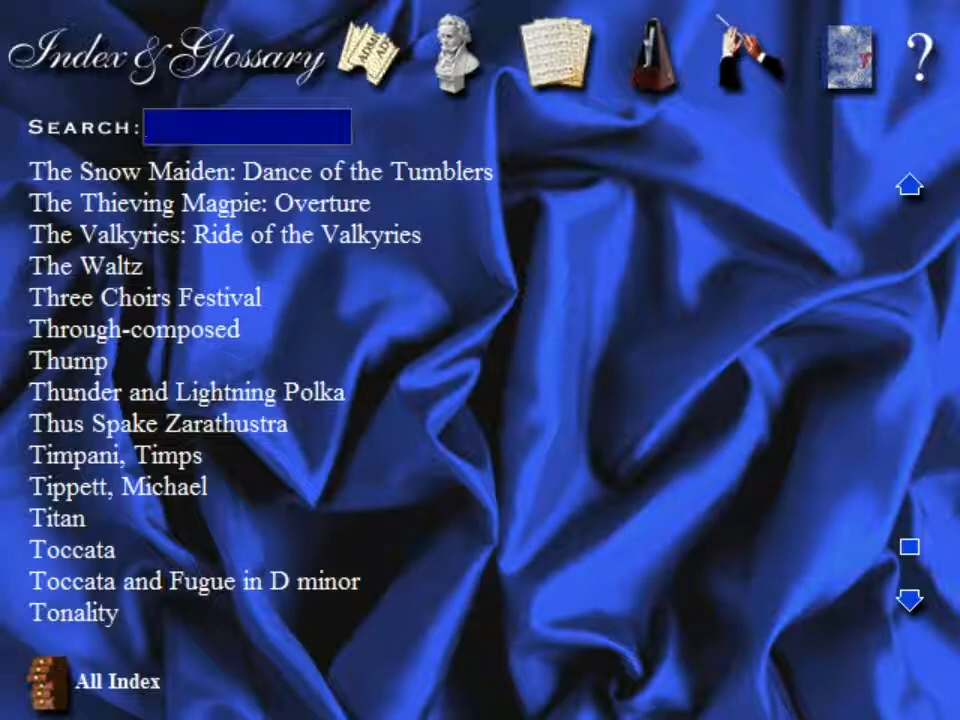 Index & Glossary
ADMI
?
SEARCH:
The Snow Maiden: Dance of the Tumblers
The Thieving Magpie: Overture
The Valkyries: Ride of the Valkyries
The Waltz
Three Choirs Festival
Through-composed
Thump
Thunder and Lightning Polka
Thus Spake Zarathustra
Timpani, Timps
Tippett, Michael
Titan
Toccata
Toccata and Fugue in D minor
Tonality
All Index